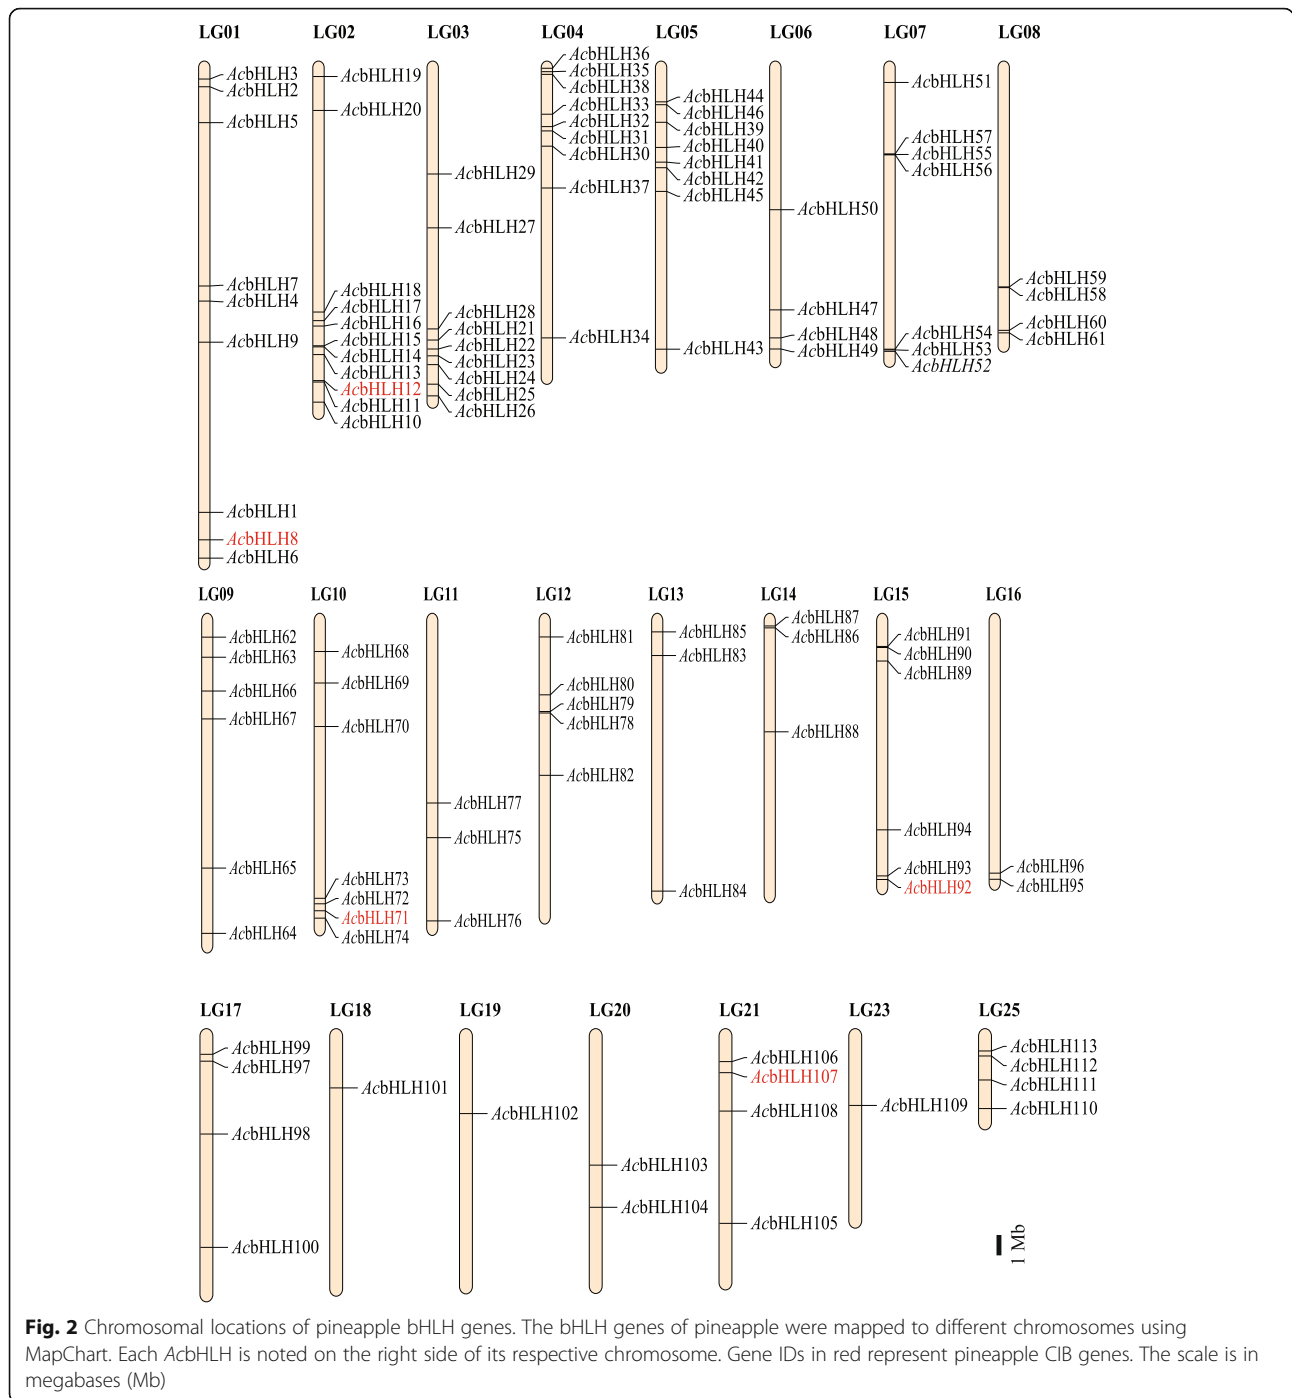 LG01 LG02 LG03 LG04 LG05 LG06 LG07 LG08
AcbHLH3
AcbHLH2
AcbHLH5
AcbHLH7
AcbHLH4
AcbHLH9
AcbHLH1
AcbHLH8
AcbHLH6
AcbHLH19
AcbHLH20
AcbHLH18
AcbHLH17
AcbHLH16
AcbHLH15
AcbHLH14
AcbHLH13
AcbHLH12
AcbHLH11
AcbHLH10
AcbHLH29
AcbHLH27
AcbHLH28
AcbHLH21
AcbHLH22
AcbHLH23
AcbHLH24
AcbHLH25
AcbHLH26
AcbHLH36
AcbHLH35
AcbHLH38
AcbHLH33
AcbHLH32
AcbHLH31
AcbHLH30
AcbHLH37
AcbHLH34
AcbHLH44
AcbHLH46
AcbHLH39
AcbHLH40
AcbHLH41
AcbHLH42
AcbHLH45
AcbHLH43
AcbHLH50
AcbHLH47
AcbHLH48
AcbHLH49
AcbHLH51
AcbHLH57
AcbHLH55
AcbHLH56
AcbHLH54
AcbHLH53
AcbHLH52
AcbHLH59
AcbHLH58
AcbHLH60
AcbHLH61
LG09 LG10 LG11 LG12 LG13 LG14 LG15 LG16
AcbHLH62
AcbHLH63
AcbHLH66
AcbHLH67
AcbHLH65
AcbHLH64
AcbHLH68
AcbHLH69
AcbHLH70
AcbHLH73
AcbHLH72
AcbHLH71
AcbHLH74
AcbHLH77
AcbHLH75
AcbHLH76
AcbHLH81
AcbHLH80
AcbHLH79
AcbHLH78
AcbHLH82
AcbHLH85
AcbHLH83
AcbHLH84
AcbHLH87
AcbHLH86
AcbHLH88
AcbHLH91
AcbHLH90
AcbHLH89
AcbHLH94
AcbHLH93
AcbHLH92
AcbHLH96
AcbHLH95
LG17 LG18 LG19 LG20 LG21 LG23 LG25
AcbHLH99
AcbHLH97
AcbHLH98
AcbHLH100
AcbHLH101
AcbHLH102
AcbHLH103
AcbHLH104
AcbHLH106
AcbHLH107
AcbHLH108
AcbHLH105
AcbHLH109
AcbHLH113
AcbHLH112
AcbHLH111
AcbHLH110
1 Mb
Fig. 2 Chromosomal locations of pineapple bHLH genes. The bHLH genes of pineapple were mapped to different chromosomes using
MapChart. Each AcbHLH is noted on the right side of its respective chromosome. Gene IDs in red represent pineapple CIB genes. The scale is in
megabases (Mb)